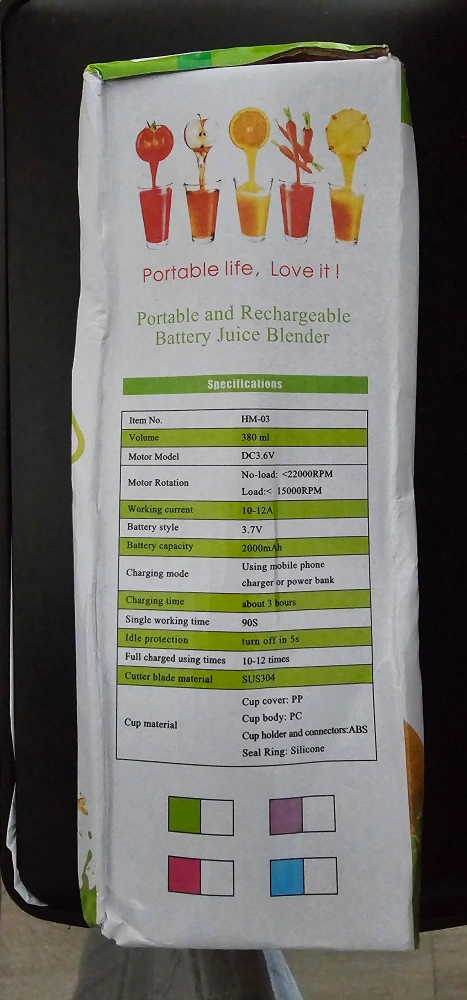 Portable life, Love it !
Portable and Rechargeable
Battery Juice Blender
Specifications
Item No. HM-03
Volume 380 ml
Motor Model DC3.6V
Motor Rotation No-load: <22000RPM
Load:< 15000RPM
Working current 10-12A
Battery style 3.7V
Battery capacity 2000mAh
Charging mode Using mobile phone
charger or power bank
Charging time about 3 hours
Single working time 90S
Idle protection turn off in 5s
Full charged using times 10-12 times
Cutter blade material SUS304
Cup material Cup cover: PP
Cup body: PC
Cup holder and connectors:ABS
Seal Ring: Silicone